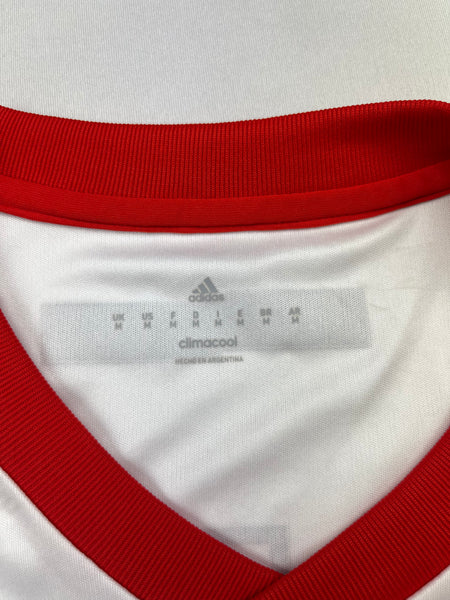 adidas
UK US F D I E BR AR
M M M M M M M M
climacool
HECHO EN ARGENTINA